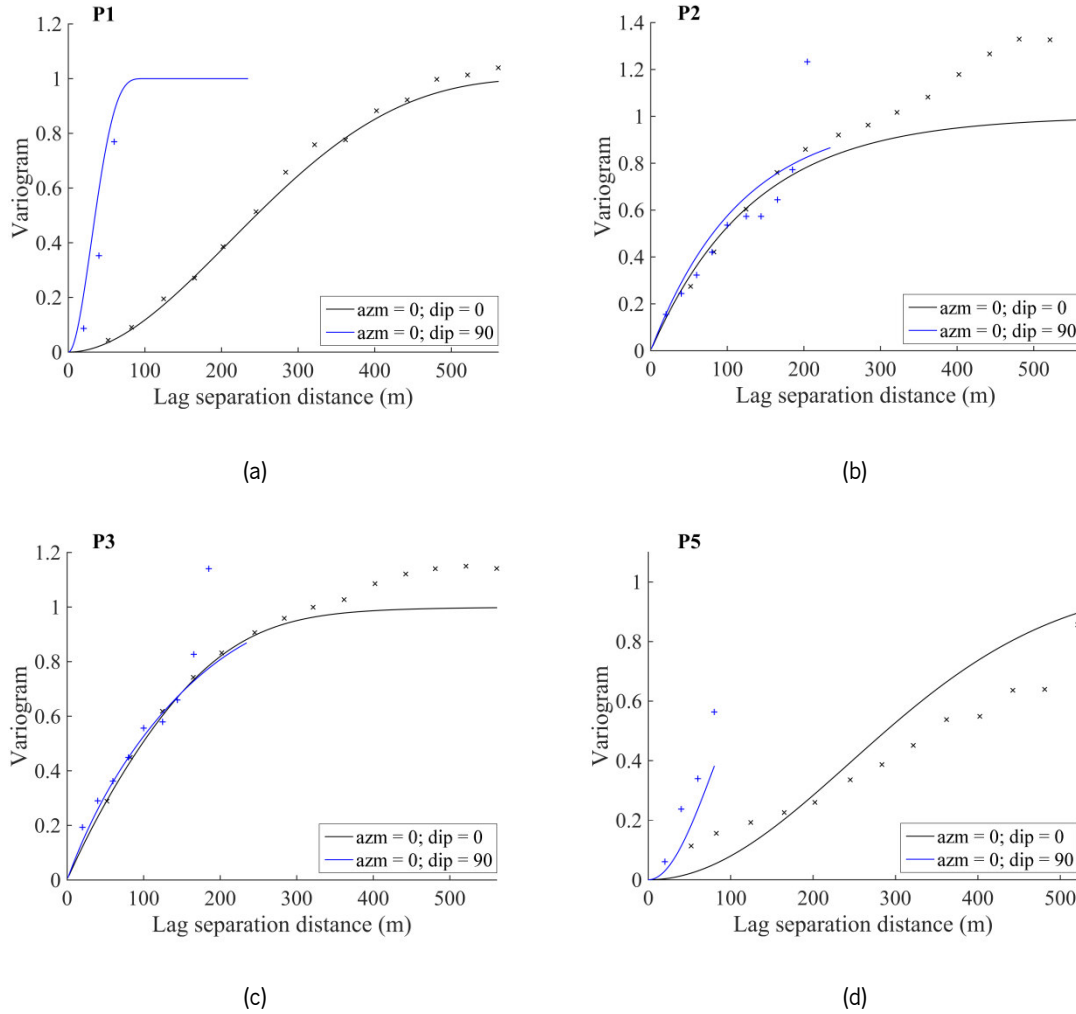 P1
1.2
1
0.8
0.6
0.4
0.2
0
Variogram
azm = 0; dip = 0
azm = 0; dip = 90
0 100 200 300 400 500
Lag separation distance (m)
(a)
P2
1.4
1.2
1
0.8
0.6
0.4
0.2
0
Variogram
azm = 0; dip = 0
azm = 0; dip = 90
0 100 200 300 400 500
Lag separation distance (m)
(b)
P3
1.2
1
0.8
0.6
0.4
0.2
0
Variogram
azm = 0; dip = 0
azm = 0; dip = 90
0 100 200 300 400 500
Lag separation distance (m)
(c)
P5
1
0.8
0.6
0.4
0.2
0
Variogram
azm = 0; dip = 0
azm = 0; dip = 90
0 100 200 300 400 500
Lag separation distance (m)
(d)